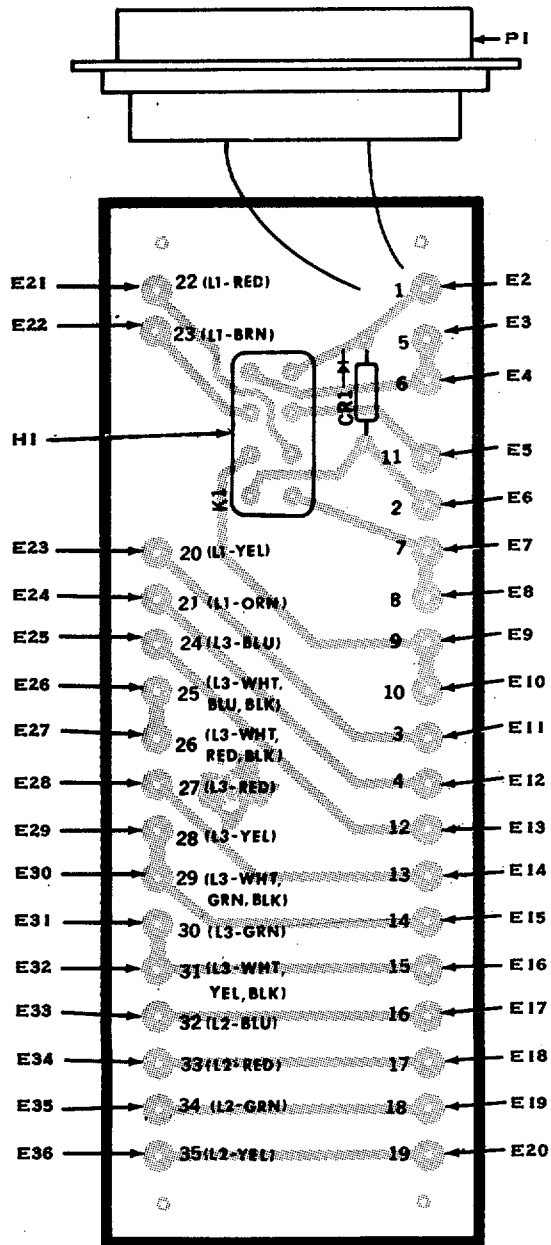 P1
E21 22 (L1-RED) 1 E2
E22 23 (L1-BRN) 5 E3
6 E4
H1 CR1 11 E5
K1 2 E6
E23 20 (L1-YEL) 7 E7
E24 21 (L1-ORN) 8 E8
E25 24 (L3-BLU) 9 E9
E26 25 (L3-WHT, BLU, BLK) 10 E10
E27 26 (L3-WHT, RED, BLK) 3 E11
E28 27 (L3-RED) 4 E12
E29 28 (L3-YEL) 12 E13
E30 29 (L3-WHT, GRN, BLK) 13 E14
E31 30 (L3-GRN) 14 E15
E32 31 (L3-WHT, YEL, BLK) 15 E16
E33 32 (L2-BLU) 16 E17
E34 33 (L2-RED) 17 E18
E35 34 (L2-GRN) 18 E19
E36 35 (L2-YEL) 19 E20